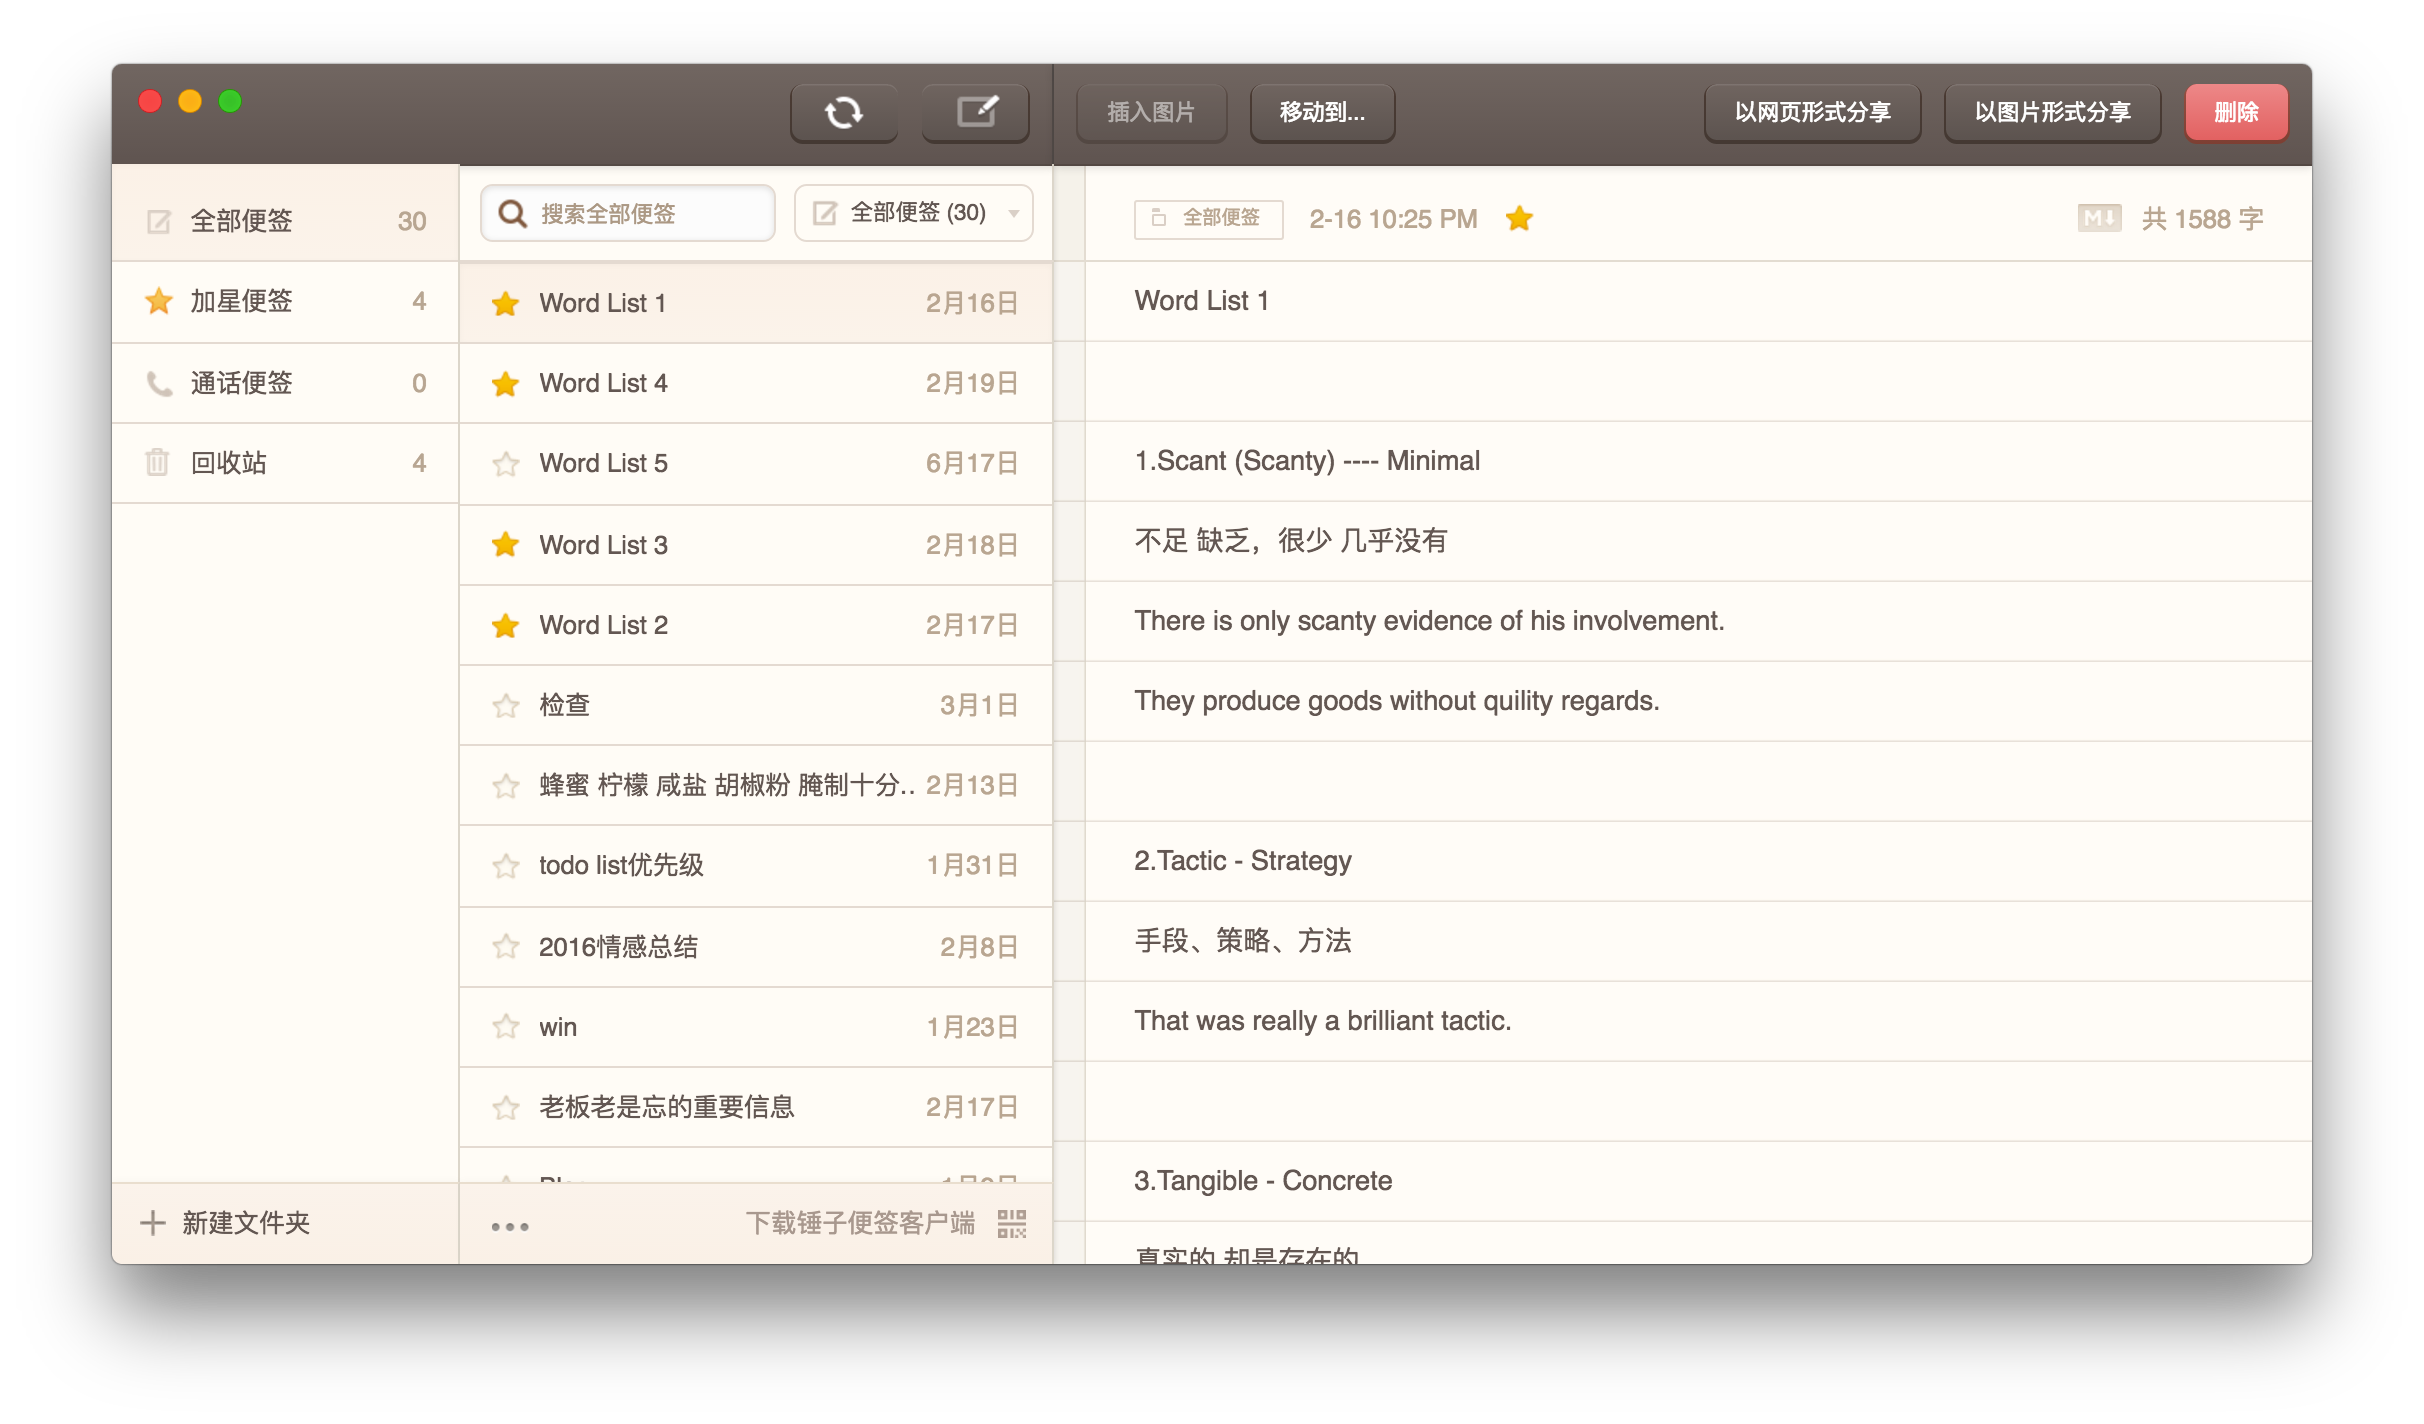 插入图片
移动到...
以网页形式分享
以图片形式分享
删除
全部便签 30
加星便签 4
通话便签 0
回收站 4
新建文件夹
搜索全部便签
全部便签 (30)
Word List 1 2月16日
Word List 4 2月19日
Word List 5 6月17日
Word List 3 2月18日
Word List 2 2月17日
检查 3月1日
蜂蜜 柠檬 咸盐 胡椒粉 腌制十分.. 2月13日
todo list优先级 1月31日
2016情感总结 2月8日
win 1月23日
老板老是忘的重要信息 2月17日
下载锤子便签客户端
全部便签 2-16 10:25 PM
M↓ 共 1588 字
Word List 1
1.Scant (Scanty) ---- Minimal
不足 缺乏，很少 几乎没有
There is only scanty evidence of his involvement.
They produce goods without quility regards.
2.Tactic - Strategy
手段、策略、方法
That was really a brilliant tactic.
3.Tangible - Concrete
真实的 却是存在的